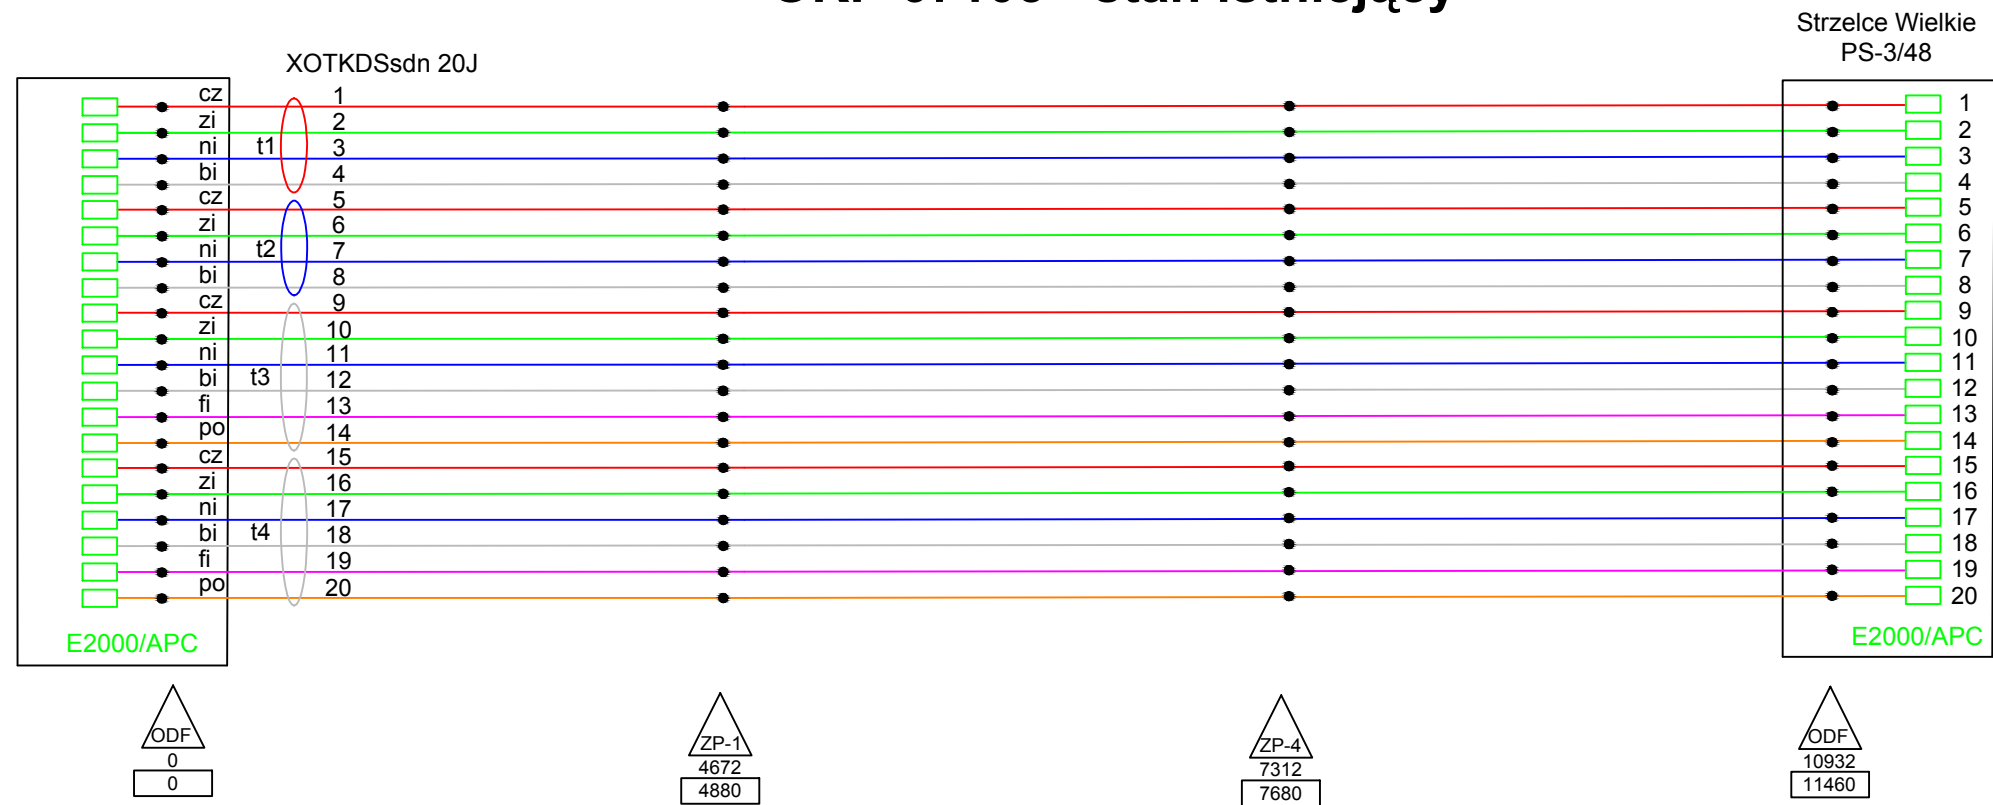 stan istniejący
Strzelce Wielkie
PS-3/48
XOTKDSsdn 20J
cz 1 1
zi 2 2
ni t1 3 3
bi 4 4
cz 5 5
zi 6 6
ni t2 7 7
bi 8 8
cz 9 9
zi 10 10
ni 11 11
bi t3 12 12
fi 13 13
po 14 14
cz 15 15
zi 16 16
ni 17 17
bi t4 18 18
fi 19 19
po 20 20
E2000/APC E2000/APC
ODF ZP-1 ZP-4 ODF
0 4672 7312 10932
0 4880 7680 11460